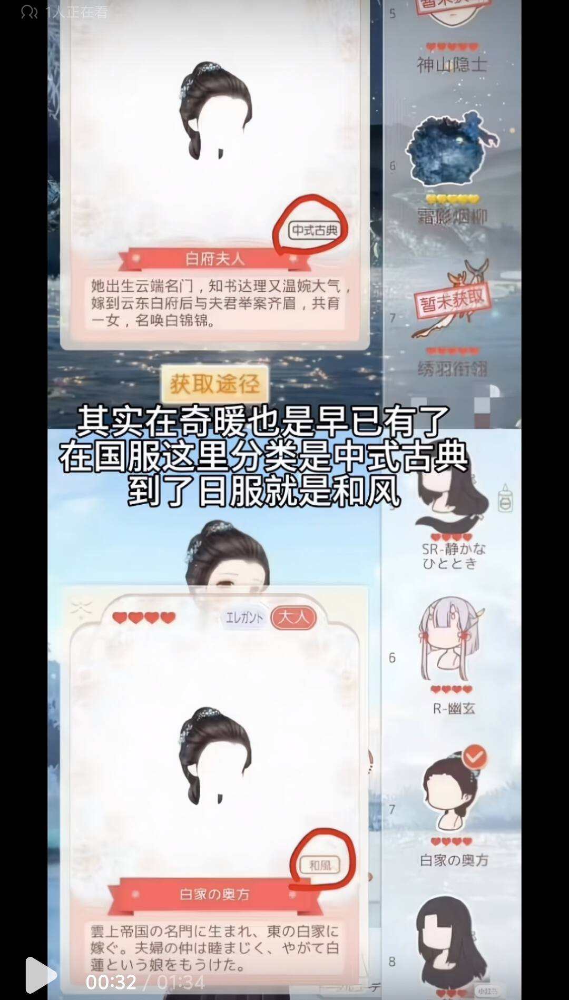 1人正在看
5
暂未获取
神山隐士
6
霜彫烟柳
中式古典
白府夫人
她出生云端名门，知书达理又温婉大气，
嫁到云东白府后与夫君举案齐眉，共育
一女，名唤白锦锦。
暂未获取
7
绣羽衔翎
获取途径
其实在奇暖也是早已有了
在国服这里分类是中式古典
到了日服就是和风
5
SR-静かな
ひととき
エレガント
大人
6
R-幽玄
7
白家の奥方
和風
白家の奥方
雲上帝国の名門に生まれ、東の白家に
嫁ぐ。夫婦の仲は睦まじく、やがて白
蓮という娘をもうけた。
8
00:32 / 01:34
小红书